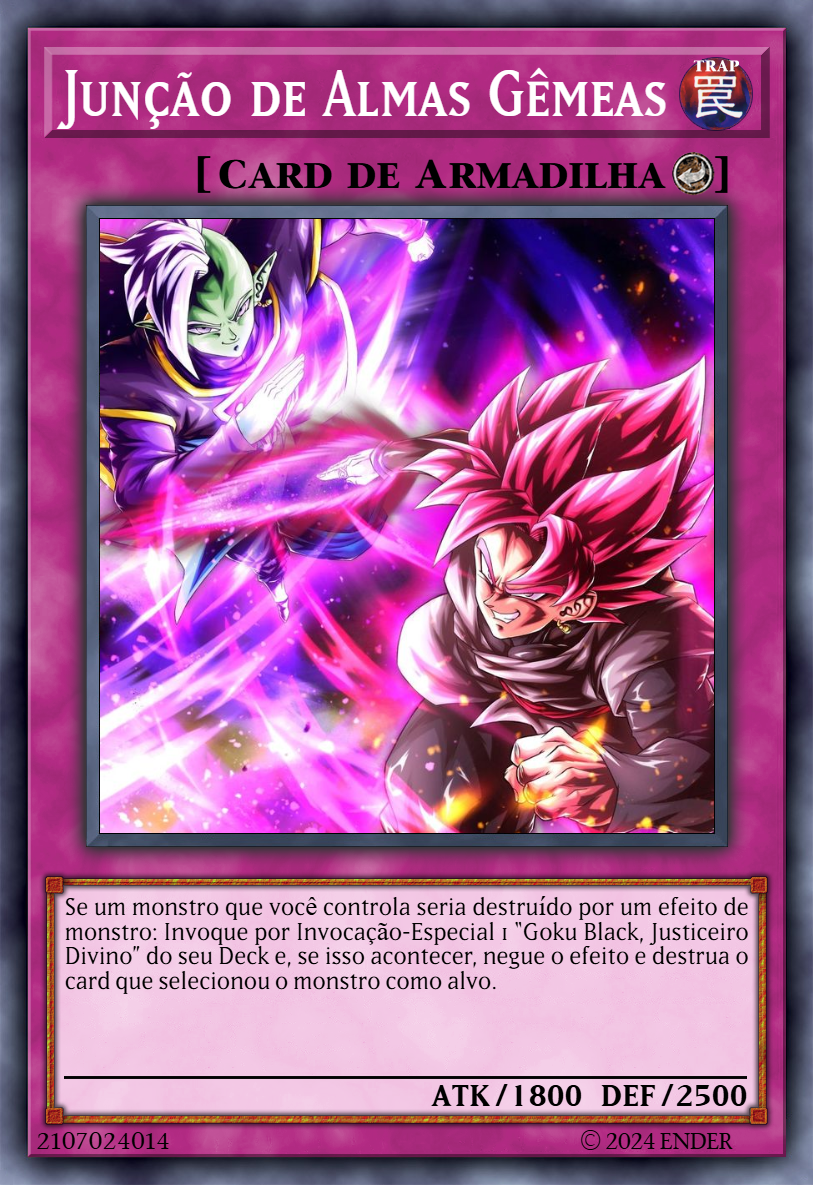 Junção de Almas Gêmeas
TRAP
罠
[Card de Armadilha]
Se um monstro que você controla seria destruído por um efeito de
monstro: Invoque por Invocação-Especial 1 "Goku Black, Justiceiro
Divino" do seu Deck e, se isso acontecer, negue o efeito e destrua o
card que selecionou o monstro como alvo.
ATK/1800 DEF/2500
2107024014
© 2024 ENDER